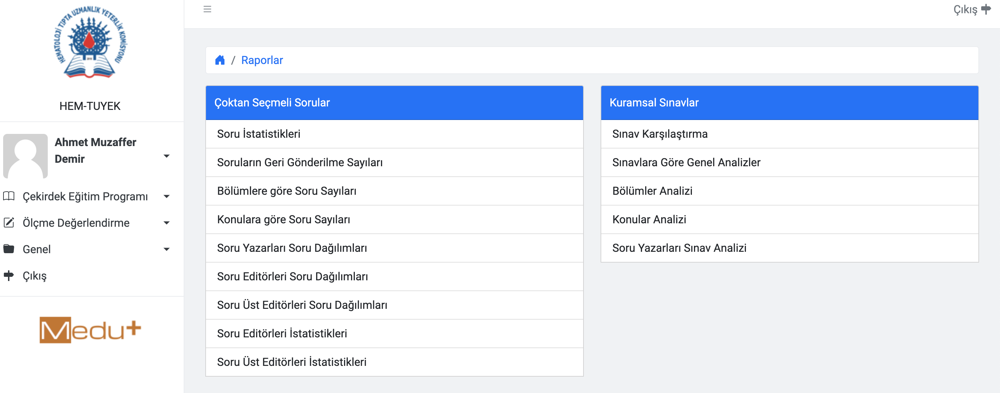 HEMATOLOJİ TIPTA UZMANLIK YETERLİK KOMİSYONU
2010
HEM-TUYEK
Ahmet Muzaffer
Demir
Çekirdek Eğitim Programı
Ölçme Değerlendirme
Genel
Çıkış
Medu+
Çıkış
/ Raporlar
Çoktan Seçmeli Sorular
Soru İstatistikleri
Soruların Geri Gönderilme Sayıları
Bölümlere göre Soru Sayıları
Konulara göre Soru Sayıları
Soru Yazarları Soru Dağılımları
Soru Editörleri Soru Dağılımları
Soru Üst Editörleri Soru Dağılımları
Soru Editörleri İstatistikleri
Soru Üst Editörleri İstatistikleri
Kuramsal Sınavlar
Sınav Karşılaştırma
Sınavlara Göre Genel Analizler
Bölümler Analizi
Konular Analizi
Soru Yazarları Sınav Analizi